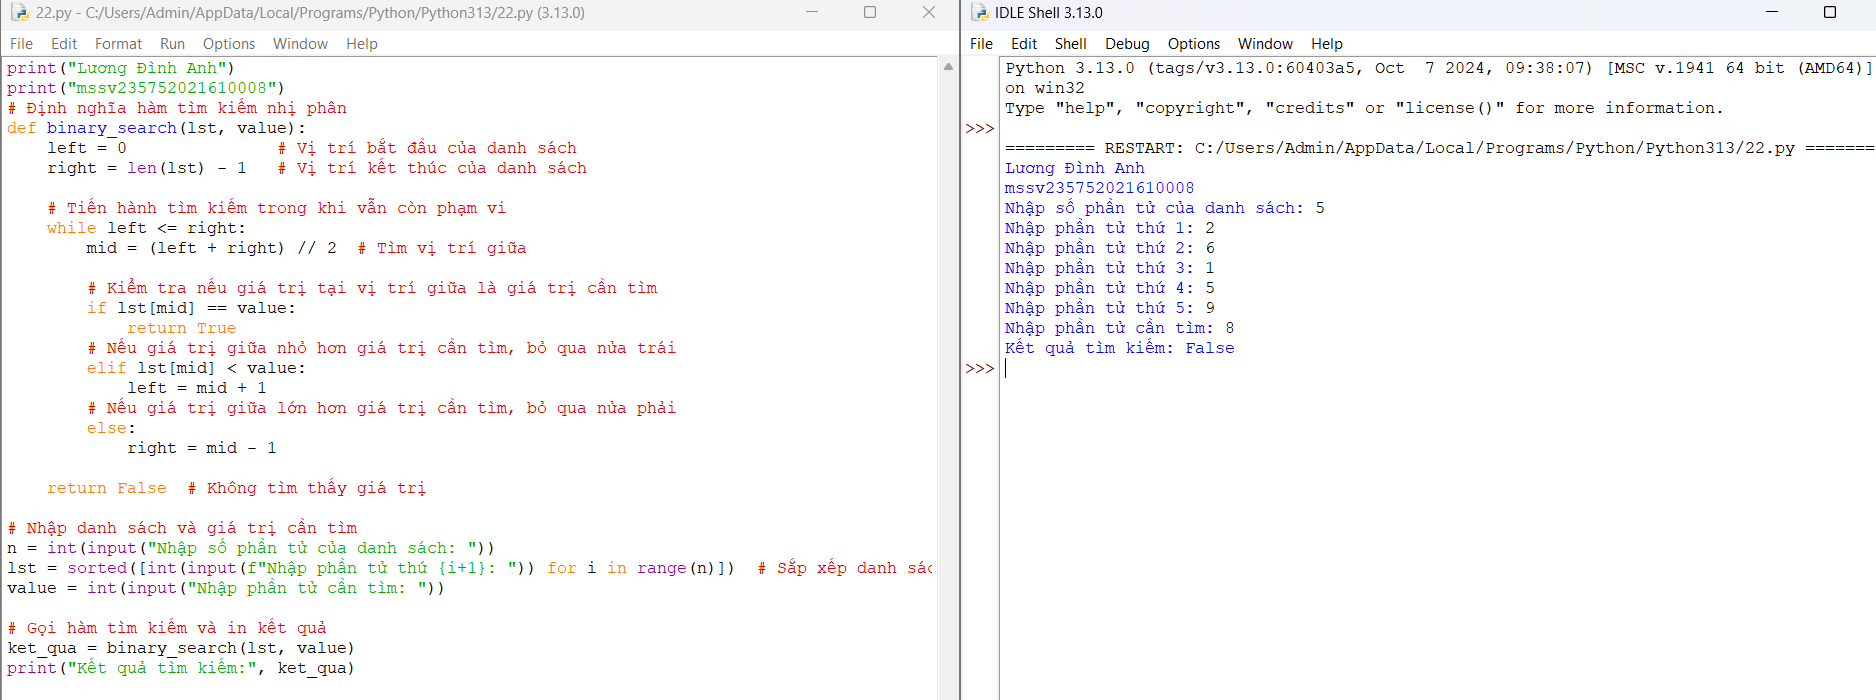 22.py - C:/Users/Admin/AppData/Local/Programs/Python/Python313/22.py (3.13.0)
File Edit Format Run Options Window Help
print("Lương Đình Anh")
print("mssv235752021610008")
# Định nghĩa hàm tìm kiếm nhị phân
def binary_search(lst, value):
    left = 0               # Vị trí bắt đầu của danh sách
    right = len(lst) - 1   # Vị trí kết thúc của danh sách
    # Tiến hành tìm kiếm trong khi vẫn còn phạm vi
    while left <= right:
        mid = (left + right) // 2  # Tìm vị trí giữa
        # Kiểm tra nếu giá trị tại vị trí giữa là giá trị cần tìm
        if lst[mid] == value:
            return True
        # Nếu giá trị giữa nhỏ hơn giá trị cần tìm, bỏ qua nửa trái
        elif lst[mid] < value:
            left = mid + 1
        # Nếu giá trị giữa lớn hơn giá trị cần tìm, bỏ qua nửa phải
        else:
            right = mid - 1
    return False  # Không tìm thấy giá trị
# Nhập danh sách và giá trị cần tìm
n = int(input("Nhập số phần tử của danh sách: "))
lst = sorted([int(input(f"Nhập phần tử thứ {i+1}: ")) for i in range(n)])  # Sắp xếp danh sác
value = int(input("Nhập phần tử cần tìm: "))
# Gọi hàm tìm kiếm và in kết quả
ket_qua = binary_search(lst, value)
print("Kết quả tìm kiếm:", ket_qua)
IDLE Shell 3.13.0
File Edit Shell Debug Options Window Help
Python 3.13.0 (tags/v3.13.0:60403a5, Oct  7 2024, 09:38:07) [MSC v.1941 64 bit (AMD64)]
on win32
Type "help", "copyright", "credits" or "license()" for more information.
>>>
========= RESTART: C:/Users/Admin/AppData/Local/Programs/Python/Python313/22.py =======
Lương Đình Anh
mssv235752021610008
Nhập số phần tử của danh sách: 5
Nhập phần tử thứ 1: 2
Nhập phần tử thứ 2: 6
Nhập phần tử thứ 3: 1
Nhập phần tử thứ 4: 5
Nhập phần tử thứ 5: 9
Nhập phần tử cần tìm: 8
Kết quả tìm kiếm: False
>>>